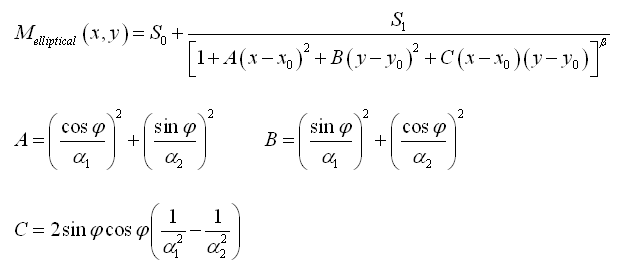 M_elliptical (x, y) = S_0 + S_1 / [1 + A(x − x_0)^2 + B(y − y_0)^2 + C(x − x_0)(y − y_0)]^β
A = (cos φ / α_1)^2 + (sin φ / α_2)^2 B = (sin φ / α_1)^2 + (cos φ / α_2)^2
C = 2 sin φ cos φ (1 / α_1^2 − 1 / α_2^2)